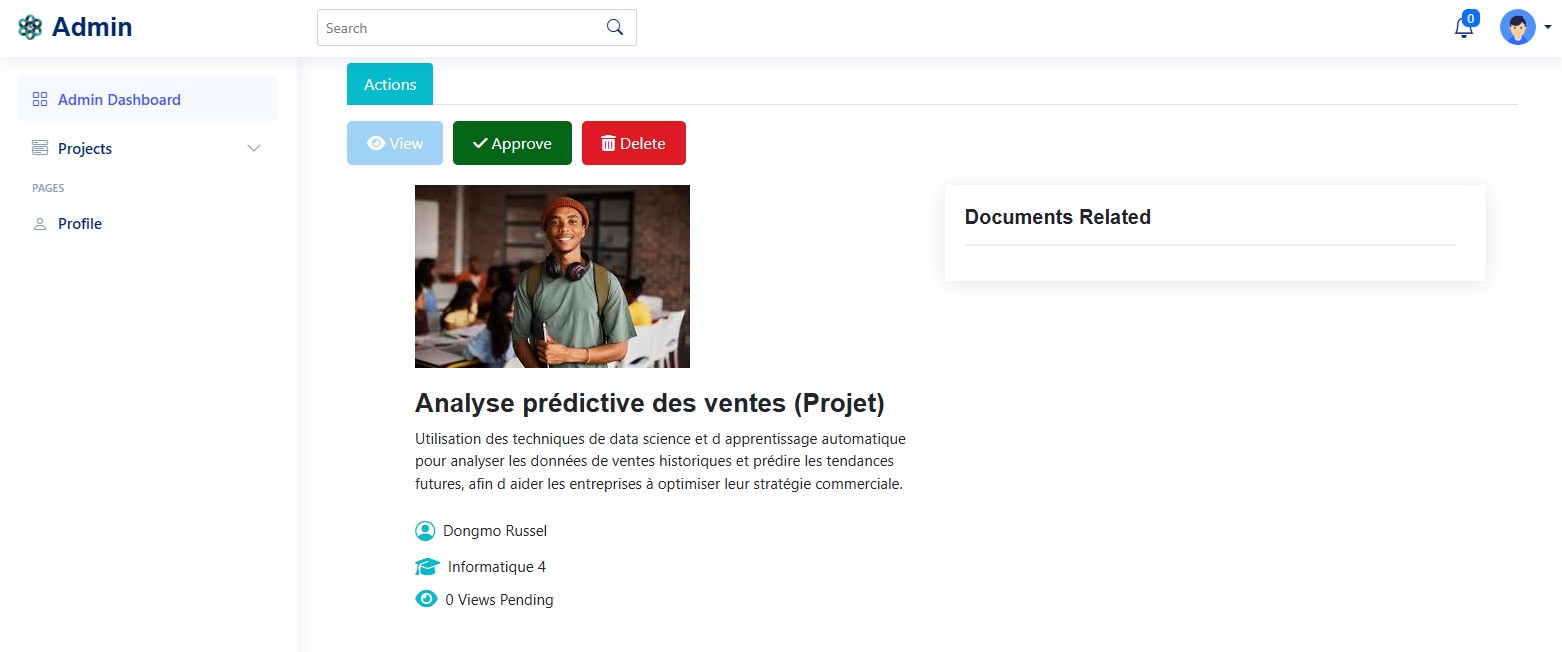 Admin
Search
0
Admin Dashboard
Projects
PAGES
Profile
Actions
View
Approve
Delete
Analyse prédictive des ventes (Projet)
Utilisation des techniques de data science et d apprentissage automatique
pour analyser les données de ventes historiques et prédire les tendances
futures, afin d aider les entreprises à optimiser leur stratégie commerciale.
Dongmo Russel
Informatique 4
0 Views Pending
Documents Related